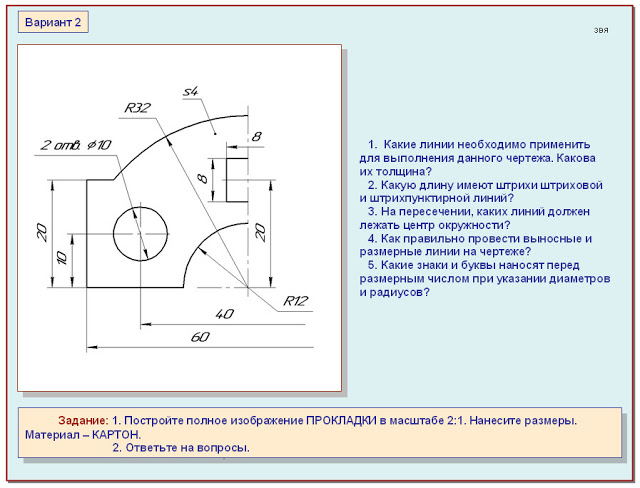 Вариант 2
звя
s4
R32
2 отв. ϕ10
8
8
20
10
20
R12
40
60
1. Какие линии необходимо применить
для выполнения данного чертежа. Какова
их толщина?
2. Какую длину имеют штрихи штриховой
и штрихпунктирной линий?
3. На пересечении, каких линий должен
лежать центр окружности?
4. Как правильно провести выносные и
размерные линии на чертеже?
5. Какие знаки и буквы наносят перед
размерным числом при указании диаметров
и радиусов?
Задание: 1. Постройте полное изображение ПРОКЛАДКИ в масштабе 2:1. Нанесите размеры.
Материал – КАРТОН.
2. Ответьте на вопросы.